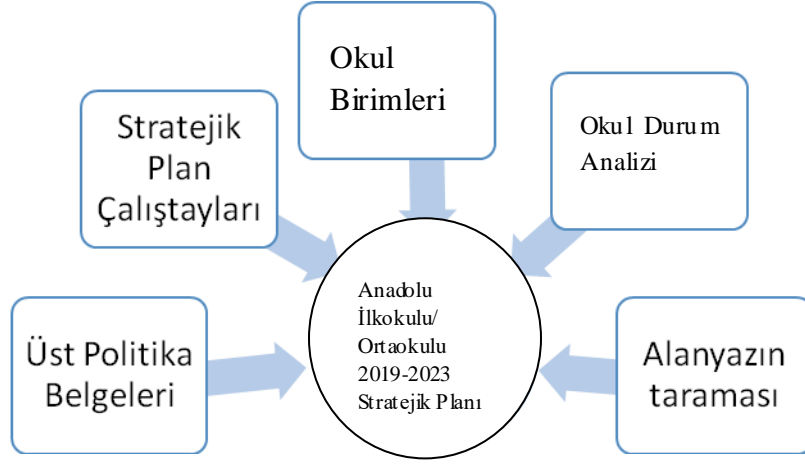 Okul
Birimleri
Stratejik
Plan
Çalıştayları
Okul Durum
Analizi
Üst Politika
Belgeleri
Anadolu
İlkokulu/
Ortaokulu
2019-2023
Stratejik Planı
Alanyazın
taraması